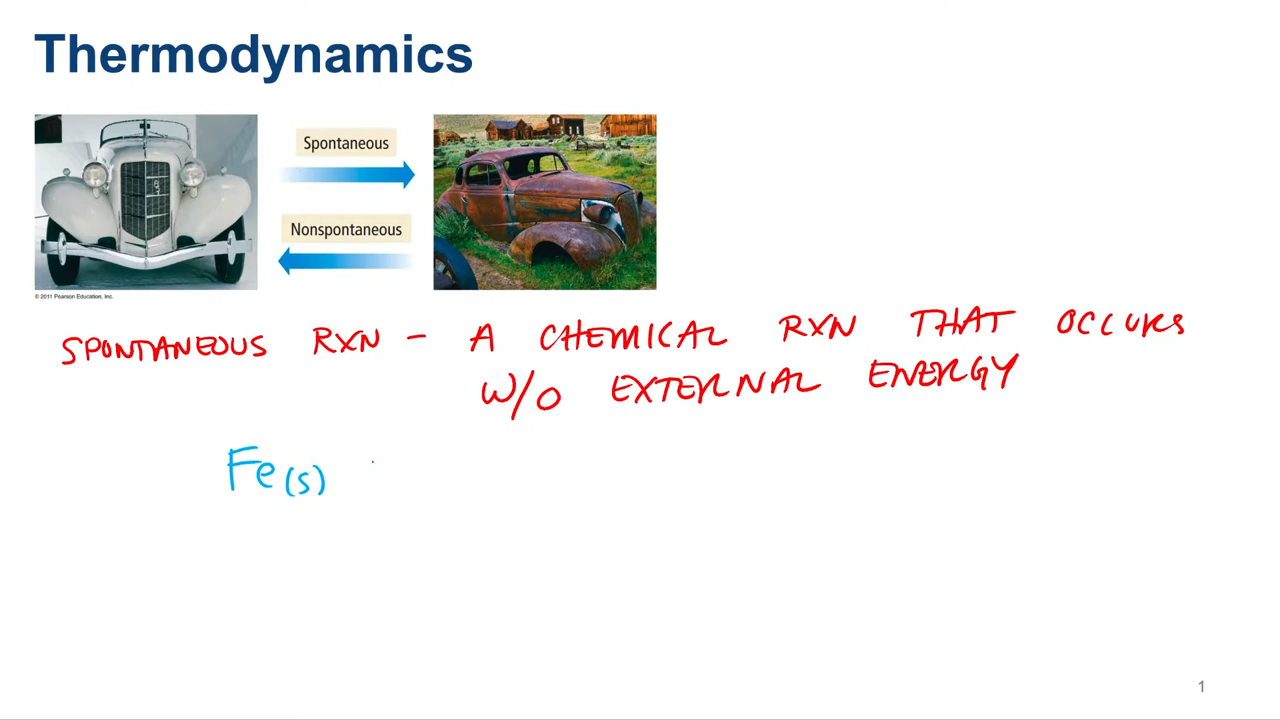 Thermodynamics
Spontaneous
Nonspontaneous
© 2011 Pearson Education, Inc.
SPONTANEOUS RXN – A CHEMICAL RXN THAT OCCURS
W/O EXTERNAL ENERGY
Fe(s)
1